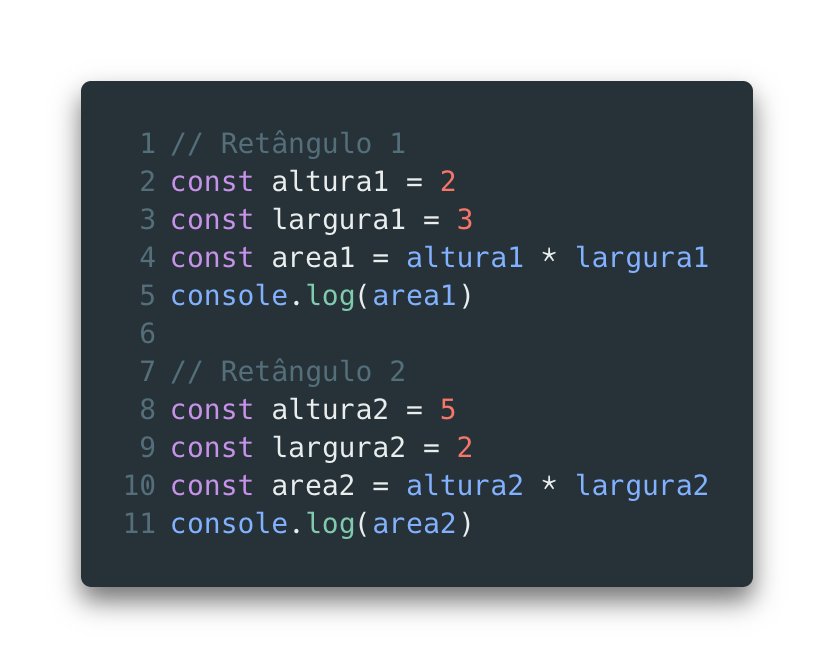 1 // Retângulo 1
2 const altura1 = 2
3 const largura1 = 3
4 const area1 = altura1 * largura1
5 console.log(area1)
6
7 // Retângulo 2
8 const altura2 = 5
9 const largura2 = 2
10 const area2 = altura2 * largura2
11 console.log(area2)